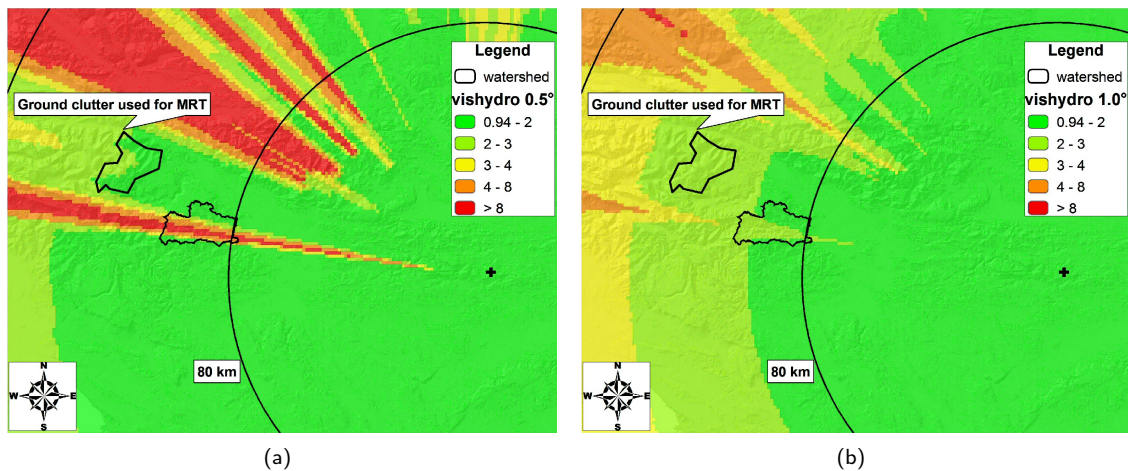 Legend
watershed
vishydro 0.5°
0.94 - 2
2 - 3
3 - 4
4 - 8
> 8
Ground clutter used for MRT
80 km
N
W E
S
(a)
Legend
watershed
vishydro 1.0°
0.94 - 2
2 - 3
3 - 4
4 - 8
> 8
Ground clutter used for MRT
80 km
N
W E
S
(b)